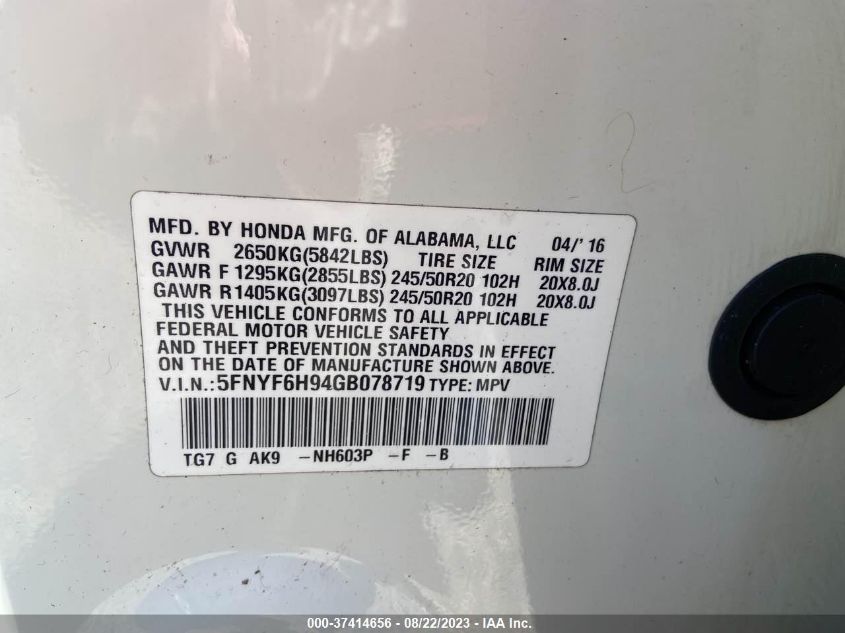 MFD. BY HONDA MFG. OF ALABAMA, LLC 04/'16
GVWR 2650KG(5842LBS) TIRE SIZE RIM SIZE
GAWR F 1295KG(2855LBS) 245/50R20 102H 20X8.0J
GAWR R 1405KG(3097LBS) 245/50R20 102H 20X8.0J
THIS VEHICLE CONFORMS TO ALL APPLICABLE
FEDERAL MOTOR VEHICLE SAFETY
AND THEFT PREVENTION STANDARDS IN EFFECT
ON THE DATE OF MANUFACTURE SHOWN ABOVE.
V.I.N.:5FNYF6H94GB078719 TYPE: MPV
TG7 G AK9 -NH603P -F -B
000-37414656 - 08/22/2023 - IAAI.com